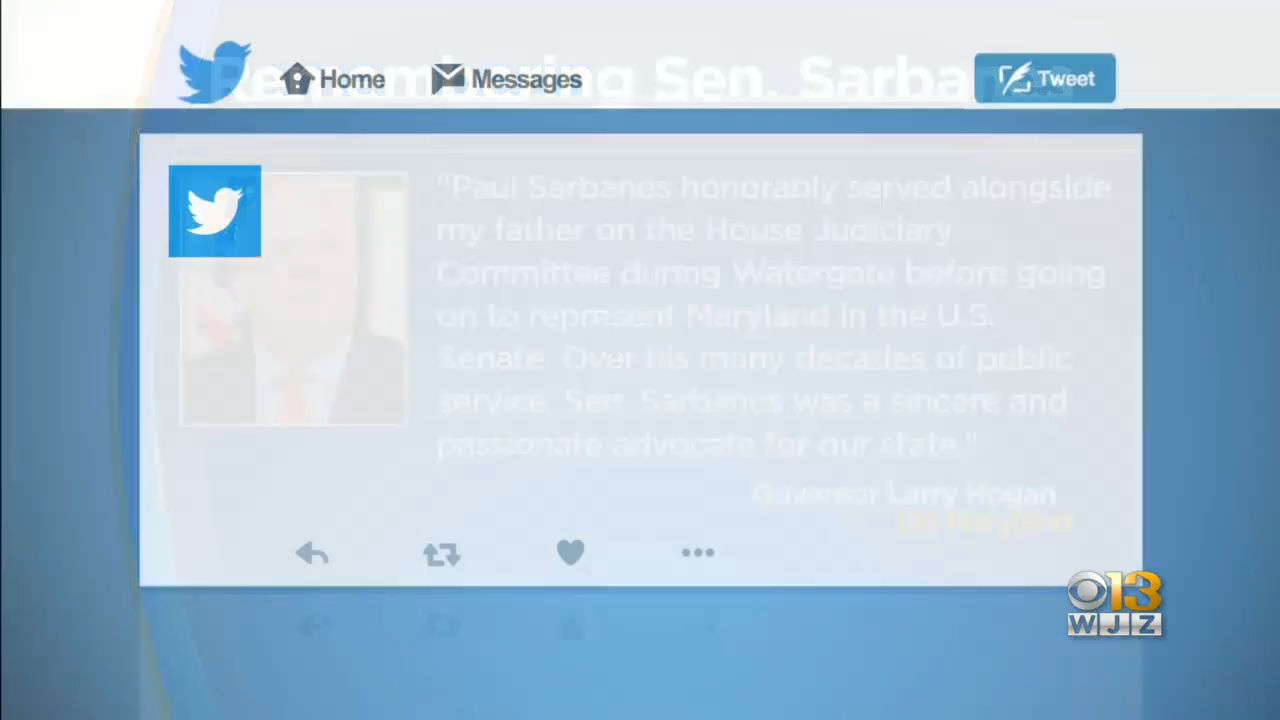 Remembering Sen. Sarbanes
Home
Messages
Tweet
"Paul Sarbanes honorably served alongside
my father on the House Judiciary
Committee during Watergate before going
on to represent Maryland in the U.S.
Senate. Over his many decades of public
service, Sen. Sarbanes was a sincere and
passionate advocate for our state."
Governor Larry Hogan
Maryland
13
WJZ